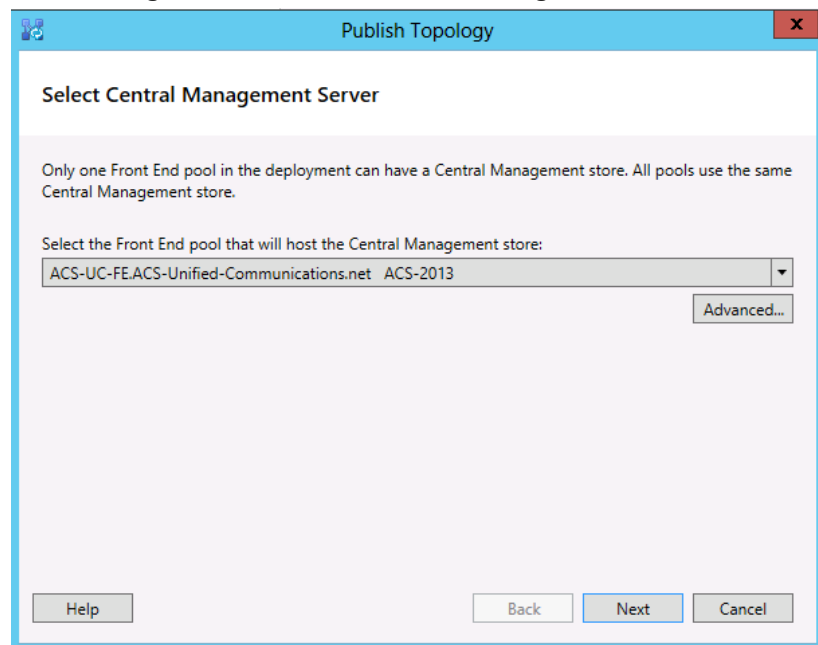 Publish Topology
x
Select Central Management Server
Only one Front End pool in the deployment can have a Central Management store. All pools use the same
Central Management store.
Select the Front End pool that will host the Central Management store:
ACS-UC-FE.ACS-Unified-Communications.net ACS-2013
Advanced...
Help Back Next Cancel